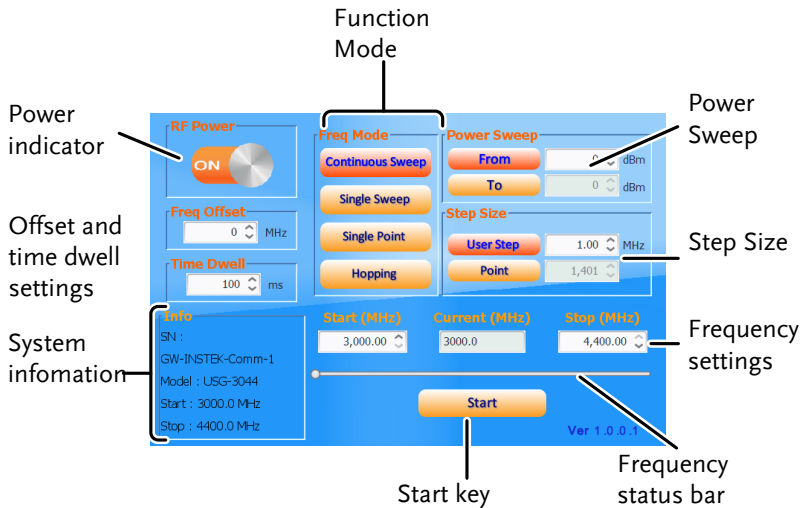 Function
Mode
Power
indicator
Offset and
time dwell
settings
System
infomation
RF Power
ON
Freq Offset
0 MHz
Time Dwell
100 ms
Info
SN :
GW-INSTEK-Comm-1
Model : USG-3044
Start : 3000.0 MHz
Stop : 4400.0 MHz
Freq Mode
Continuous Sweep
Single Sweep
Single Point
Hopping
Power Sweep
From 0 dBm
To 0 dBm
Step Size
User Step 1.00 MHz
Point 1,401
Start (MHz) Current (MHz) Stop (MHz)
3,000.00 3000.0 4,400.00
Start
Ver 1.0.0.1
Power
Sweep
Step Size
Frequency
settings
Frequency
status bar
Start key